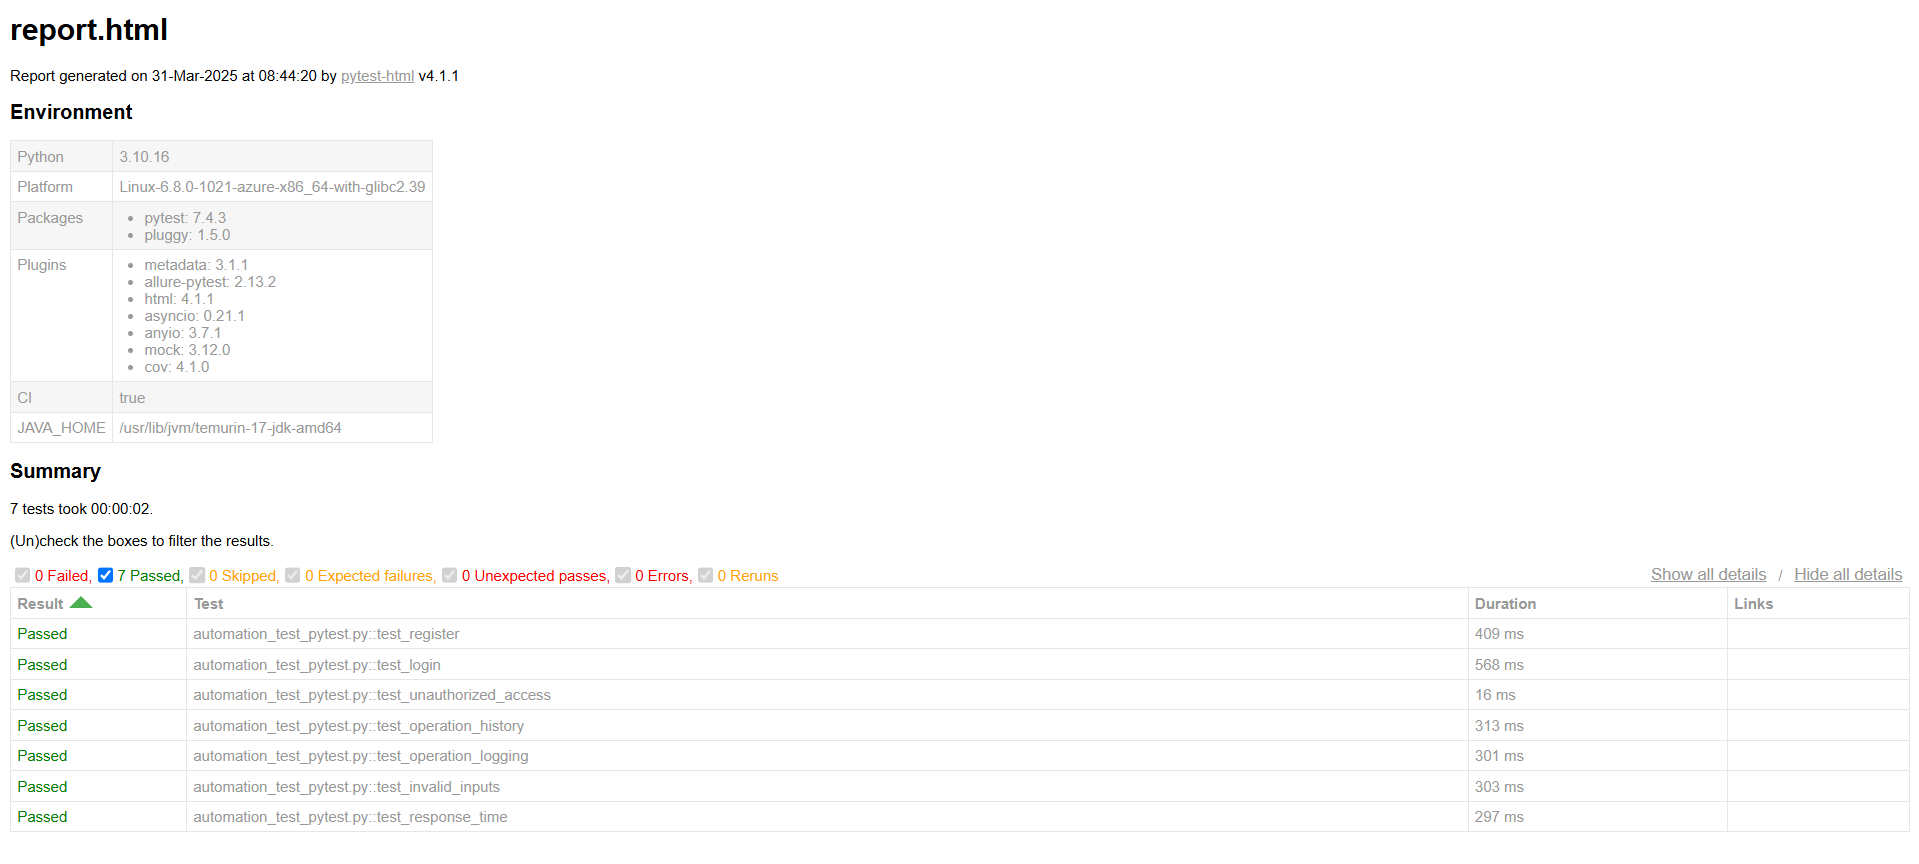 report.html
Report generated on 31-Mar-2025 at 08:44:20 by pytest-html v4.1.1
Environment
Python 3.10.16
Platform Linux-6.8.0-1021-azure-x86_64-with-glibc2.39
Packages • pytest: 7.4.3
• pluggy: 1.5.0
Plugins • metadata: 3.1.1
• allure-pytest: 2.13.2
• html: 4.1.1
• asyncio: 0.21.1
• anyio: 3.7.1
• mock: 3.12.0
• cov: 4.1.0
CI true
JAVA_HOME /usr/lib/jvm/temurin-17-jdk-amd64
Summary
7 tests took 00:00:02.
(Un)check the boxes to filter the results.
0 Failed, 7 Passed, 0 Skipped, 0 Expected failures, 0 Unexpected passes, 0 Errors, 0 Reruns Show all details / Hide all details
Result Test Duration Links
Passed automation_test_pytest.py::test_register 409 ms
Passed automation_test_pytest.py::test_login 568 ms
Passed automation_test_pytest.py::test_unauthorized_access 16 ms
Passed automation_test_pytest.py::test_operation_history 313 ms
Passed automation_test_pytest.py::test_operation_logging 301 ms
Passed automation_test_pytest.py::test_invalid_inputs 303 ms
Passed automation_test_pytest.py::test_response_time 297 ms